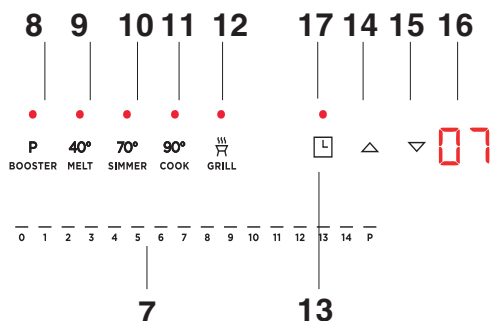 8 9 10 11 12 17 14 15 16
P 40° 70° 90° 07
BOOSTER MELT SIMMER COOK GRILL
0 1 2 3 4 5 6 7 8 9 10 11 12 13 14 P
7 13